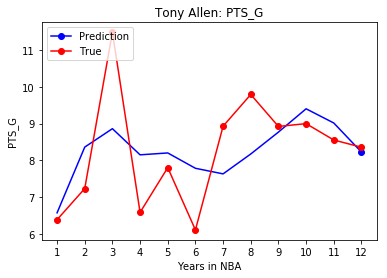 Tony Allen: PTS_G
Prediction
True
PTS_G
11
10
9
8
7
6
1 2 3 4 5 6 7 8 9 10 11 12
Years in NBA